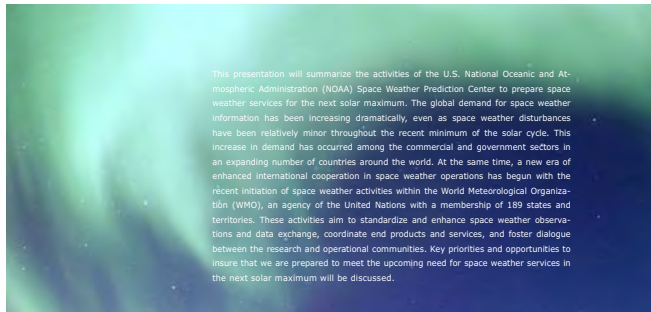 This presentation will summarize the activities of the U.S. National Oceanic and At-
mospheric Administration (NOAA) Space Weather Prediction Center to prepare space
weather services for the next solar maximum. The global demand for space weather
information has been increasing dramatically, even as space weather disturbances
have been relatively minor throughout the recent minimum of the solar cycle. This
increase in demand has occurred among the commercial and government sectors in
an expanding number of countries around the world. At the same time, a new era of
enhanced international cooperation in space weather operations has begun with the
recent initiation of space weather activities within the World Meteorological Organiza-
tion (WMO), an agency of the United Nations with a membership of 189 states and
territories. These activities aim to standardize and enhance space weather observa-
tions and data exchange, coordinate end products and services, and foster dialogue
between the research and operational communities. Key priorities and opportunities to
insure that we are prepared to meet the upcoming need for space weather services in
the next solar maximum will be discussed.